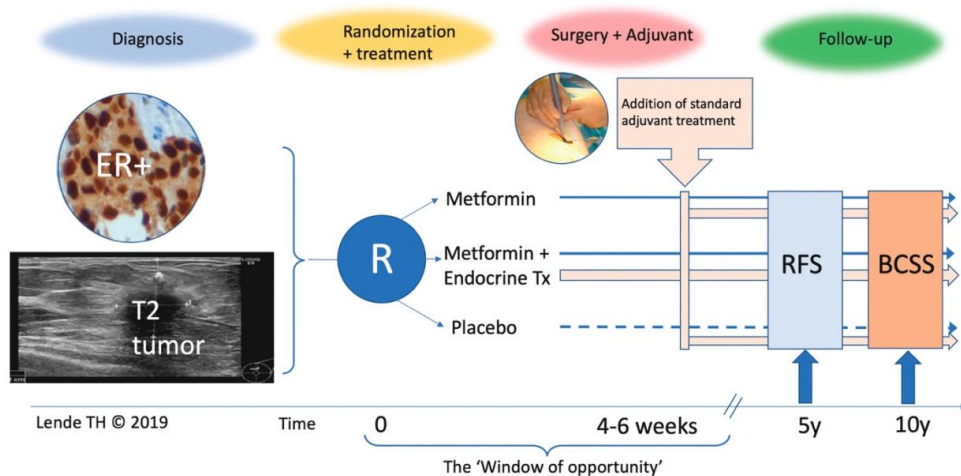 Diagnosis
Randomization
+ treatment
Surgery + Adjuvant
Follow-up
Addition of standard
adjuvant treatment
ER+
T2
tumor
R
Metformin
Metformin +
Endocrine Tx
Placebo
RFS
BCSS
Lende TH © 2019
Time
0
4-6 weeks
5y
10y
The ‘Window of opportunity’